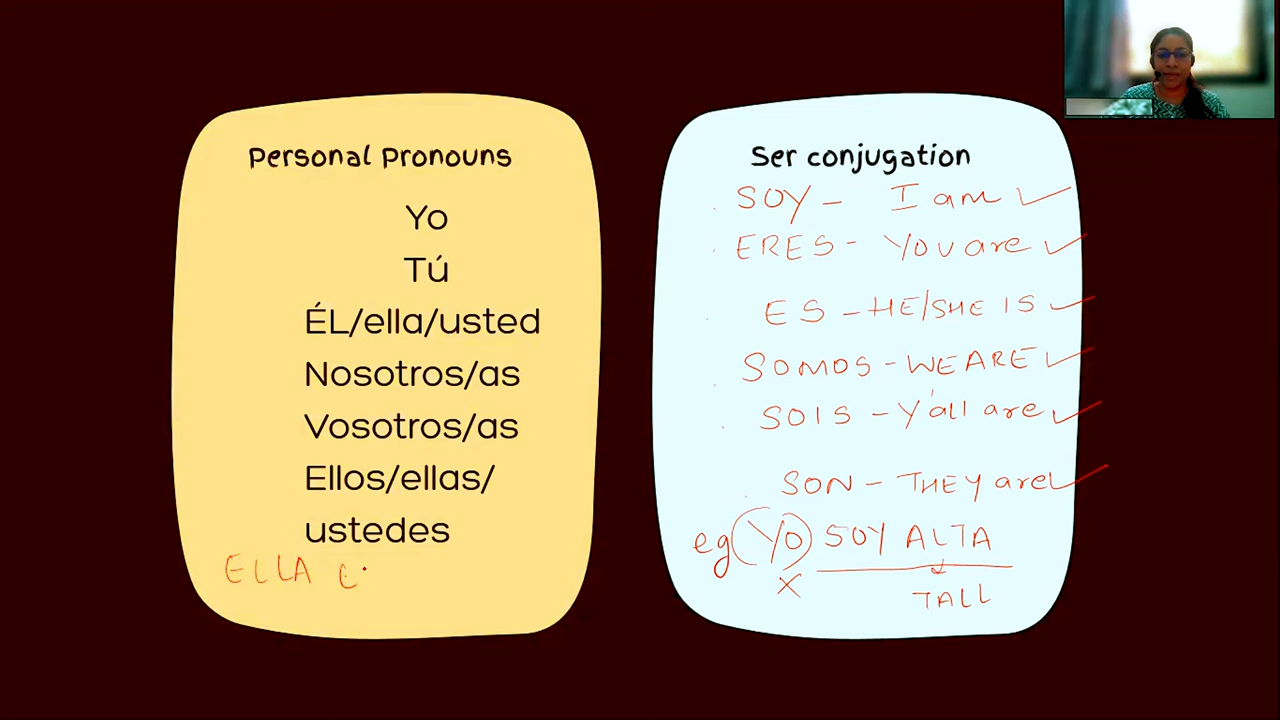 Personal Pronouns
Yo
Tú
ÉL/ella/usted
Nosotros/as
Vosotros/as
Ellos/ellas/
ustedes
ELLA
Ser conjugation
SOY - I am
ERES - You are
ES - HE/SHE IS
SOMOS - WE ARE
SOIS - Y'all are
SON - THEY are
eg (Yo) SOY ALTA
X
TALL